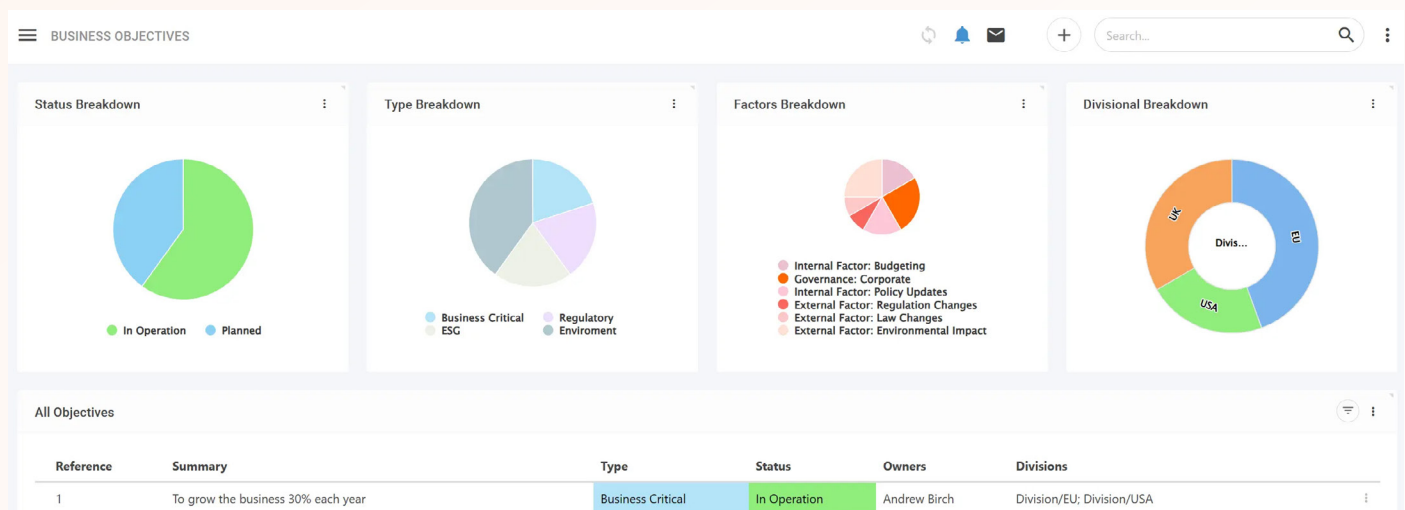 BUSINESS OBJECTIVES
Search...
Status Breakdown
In Operation Planned
Type Breakdown
Business Critical Regulatory
ESG Enviroment
Factors Breakdown
Internal Factor: Budgeting
Governance: Corporate
Internal Factor: Policy Updates
External Factor: Regulation Changes
External Factor: Law Changes
External Factor: Environmental Impact
Divisional Breakdown
UK
EU
Divis...
USA
All Objectives
Reference Summary Type Status Owners Divisions
1 To grow the business 30% each year Business Critical In Operation Andrew Birch Division/EU; Division/USA